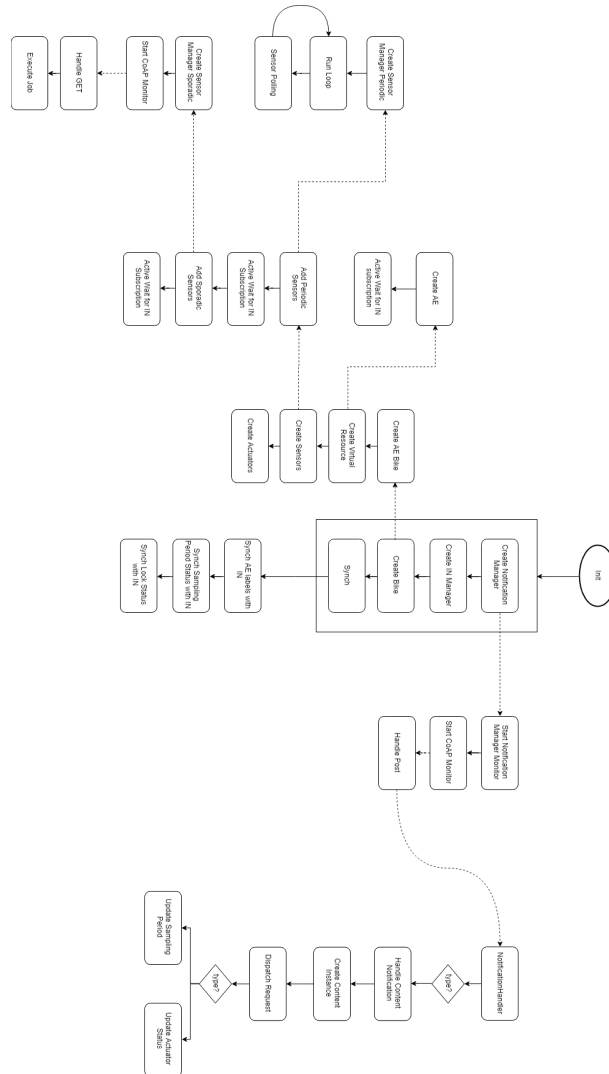 Init
Create Notification
Manager
Create IN Manager
Create Bike
Synch
Synch AE labels with
IN
Synch Sampling
Period Status with IN
Synch Lock Status
with IN
Create AE Bike
Create Virtual
Resource
Create Sensors
Create Actuators
Create AE
Active Wait for IN
subscription
Add Periodic
Sensors
Active Wait for IN
Subscription
Add Sporadic
Sensors
Active Wait for IN
Subscription
Create Sensor
Manager Periodic
Run Loop
Sensor Polling
Create Sensor
Manager Sporadic
Start CoAP Monitor
Handle GET
Execute Job
Start Notification
Manager Monitor
Start CoAP Monitor
Handle Post
NotificationHandler
type?
Handle Content
Notification
Create Content
Instance
Dispatch Request
type?
Update Sampling
Period
Update Actuator
Status